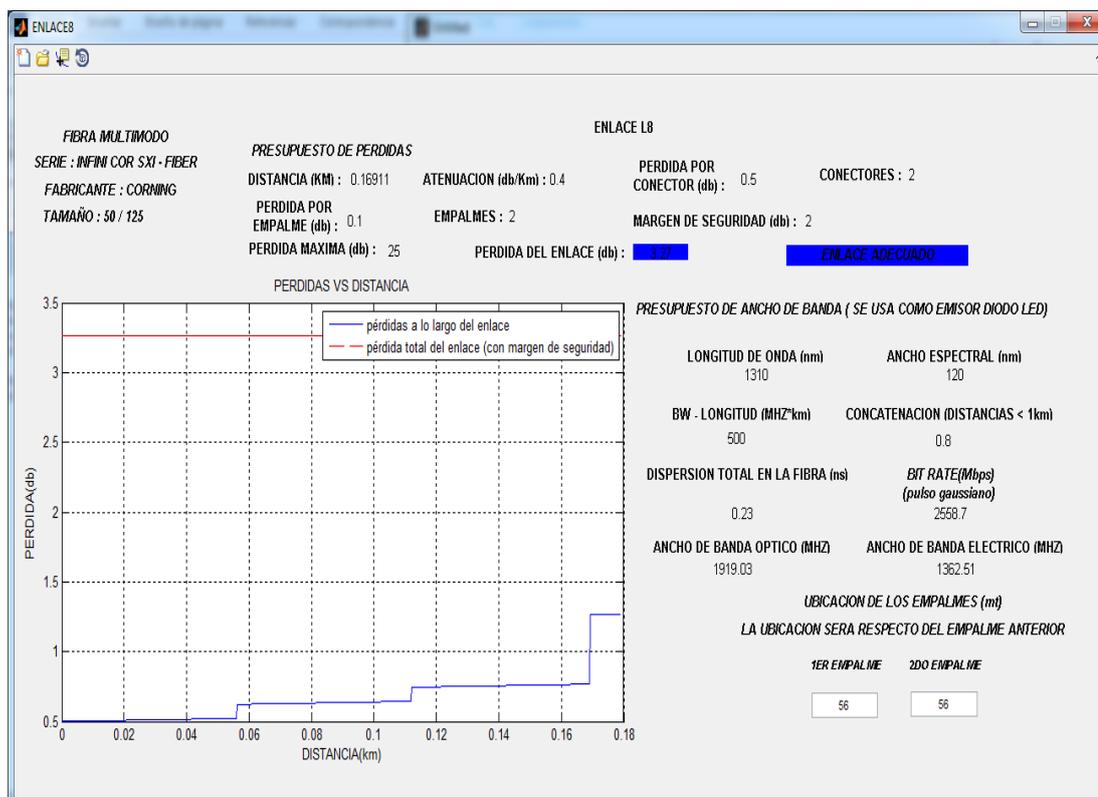 ENLACE8
ENLACE L8
FIBRA MULTIMODO
SERIE : INFINI COR SXI - FIBER
FABRICANTE : CORNING
TAMAÑO : 50 / 125
PRESUPUESTO DE PERDIDAS
DISTANCIA (KM) : 0.16911
ATENUACION (db/Km) : 0.4
PERDIDA POR
CONECTOR (db) : 0.5
CONECTORES : 2
PERDIDA POR
EMPALME (db) : 0.1
EMPALMES : 2
MARGEN DE SEGURIDAD (db) : 2
PERDIDA MAXIMA (db) : 25
PERDIDA DEL ENLACE (db) : 3.27
ENLACE ADECUADO
PERDIDAS VS DISTANCIA
pérdidas a lo largo del enlace
pérdida total del enlace (con margen de seguridad)
3.5
3
2.5
2
1.5
1
0.5
PERDIDA(db)
0 0.02 0.04 0.06 0.08 0.1 0.12 0.14 0.16 0.18
DISTANCIA(km)
PRESUPUESTO DE ANCHO DE BANDA ( SE USA COMO EMISOR DIODO LED)
LONGITUD DE ONDA (nm)
1310
ANCHO ESPECTRAL (nm)
120
BW - LONGITUD (MHZ*km)
500
CONCATENACION (DISTANCIAS < 1km)
0.8
DISPERSION TOTAL EN LA FIBRA (ns)
0.23
BIT RATE(Mbps)
(pulso gaussiano)
2558.7
ANCHO DE BANDA OPTICO (MHZ)
1919.03
ANCHO DE BANDA ELECTRICO (MHZ)
1362.51
UBICACION DE LOS EMPALMES (mt)
LA UBICACION SERA RESPECTO DEL EMPALME ANTERIOR
1ER EMPALME
56
2DO EMPALME
56